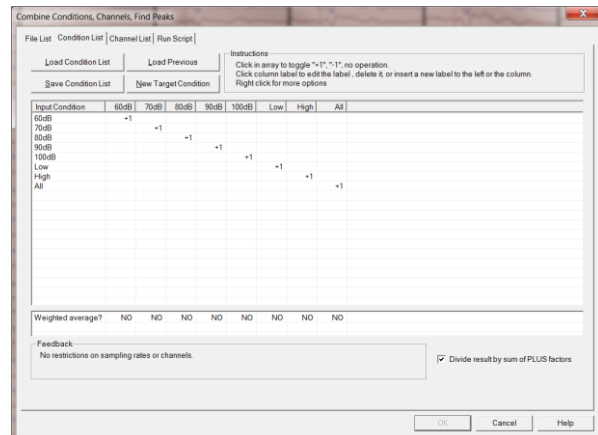 Combine Conditions, Channels, Find Peaks
File List Condition List Channel List Run Script
Load Condition List Load Previous
Save Condition List New Target Condition
Instructions
Click in array to toggle "+1", "-1", no operation.
Click column label to edit the label , delete it, or insert a new label to the left or the column.
Right click for more options
Input Condition 60dB 70dB 80dB 90dB 100dB Low High All
60dB +1
70dB +1
80dB +1
90dB +1
100dB +1
Low +1
High +1
All +1
Weighted average? NO NO NO NO NO NO NO NO
Feedback
No restrictions on sampling rates or channels.
Divide result by sum of PLUS factors
OK Cancel Help